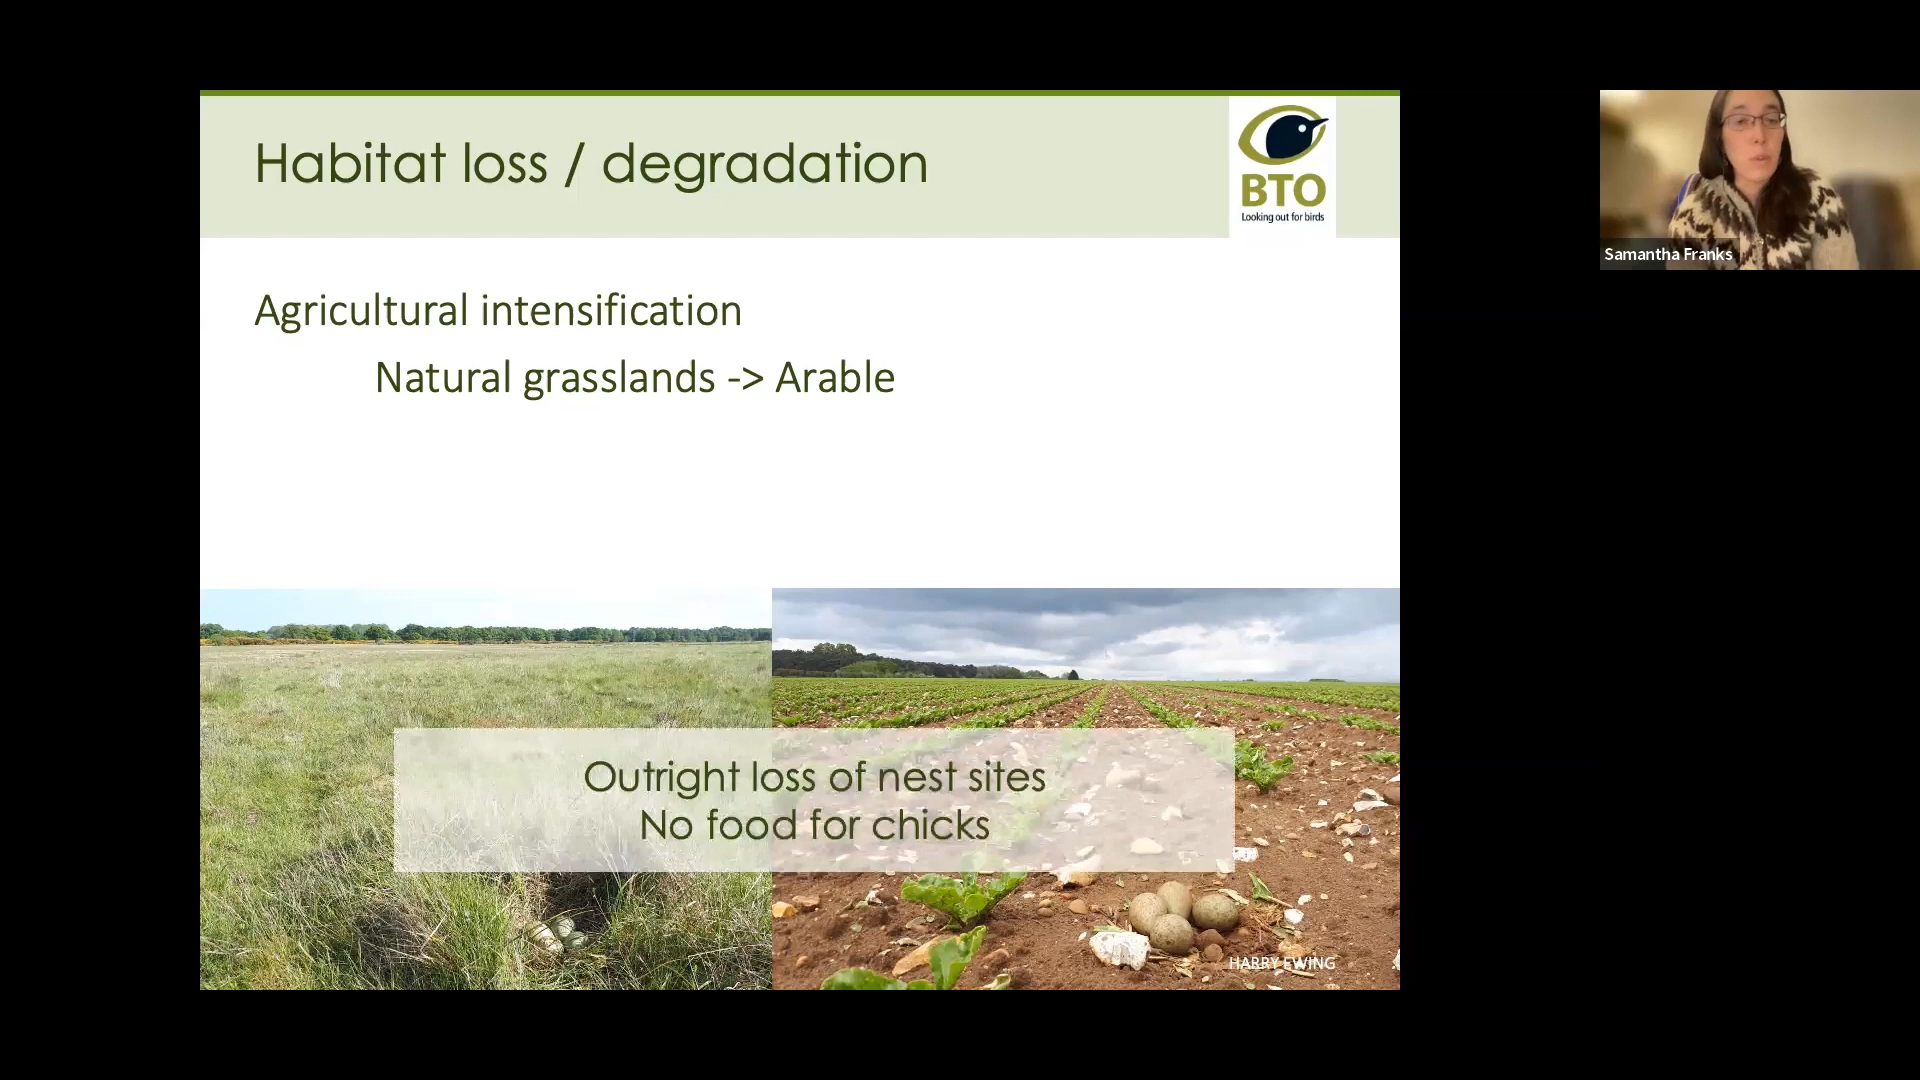 Habitat loss / degradation
BTO
Looking out for birds
Samantha Franks
Agricultural intensification
Natural grasslands -> Arable
Outright loss of nest sites
No food for chicks
HARRY EWING